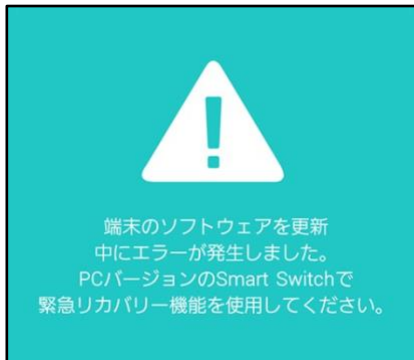 端末のソフトウェアを更新
中にエラーが発生しました。
PCバージョンのSmart Switchで
緊急リカバリー機能を使用してください。